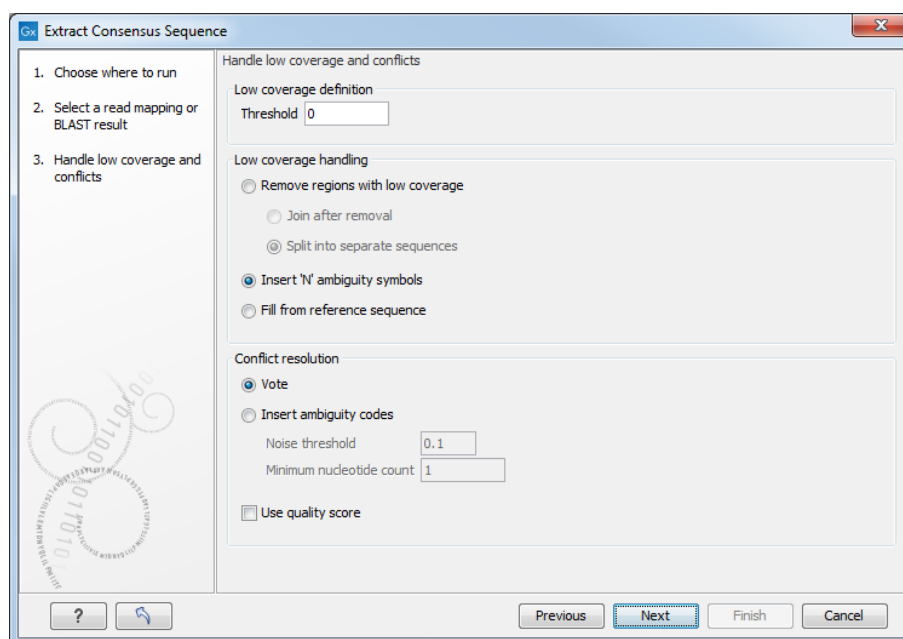 Gx Extract Consensus Sequence
1. Choose where to run
2. Select a read mapping or
BLAST result
3. Handle low coverage and
conflicts
Handle low coverage and conflicts
Low coverage definition
Threshold 0
Low coverage handling
Remove regions with low coverage
Join after removal
Split into separate sequences
Insert 'N' ambiguity symbols
Fill from reference sequence
Conflict resolution
Vote
Insert ambiguity codes
Noise threshold 0.1
Minimum nucleotide count 1
Use quality score
? Previous Next Finish Cancel